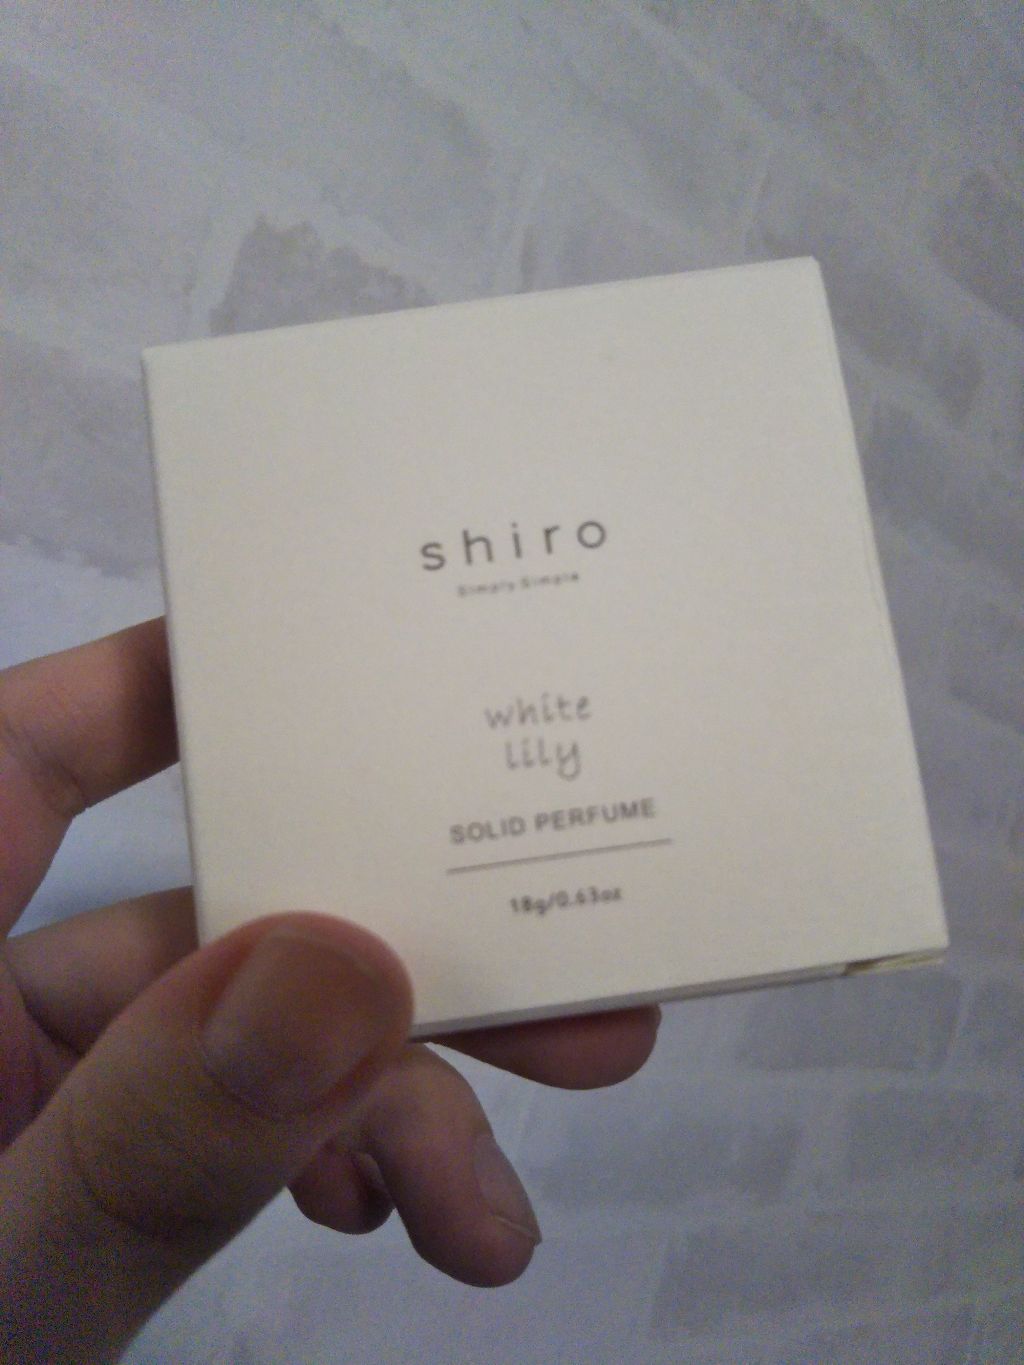 shiro
Simply Simple
white
lily
SOLID PERFUME
18g/0.63oz